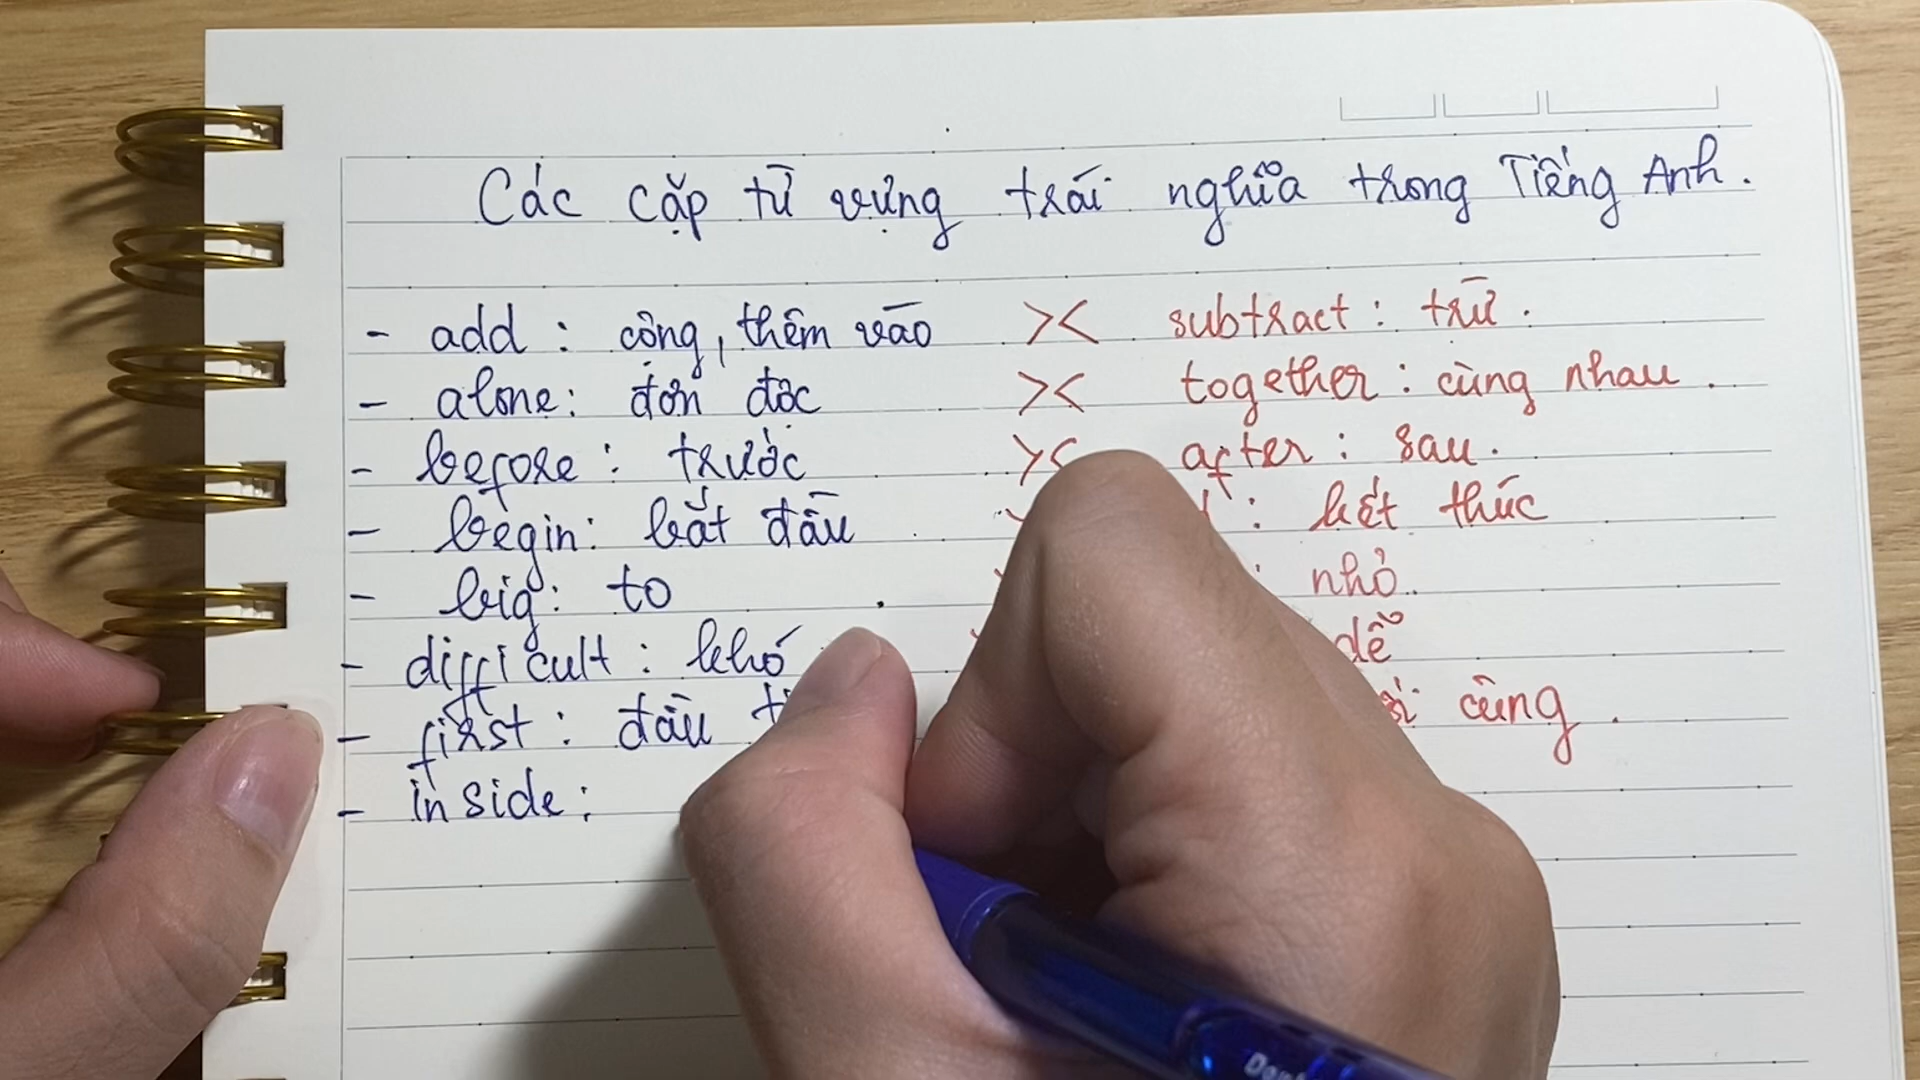 Các cặp từ vựng trái nghĩa trong Tiếng Anh.
- add : cộng, thêm vào >< subtract : trừ.
- alone: đơn độc >< together : cùng nhau.
- before : trước >< after : sau.
- begin: bắt đầu : kết thúc
- big: to : nhỏ.
- difficult : khó dễ
- first : đầu cùng.
- inside: